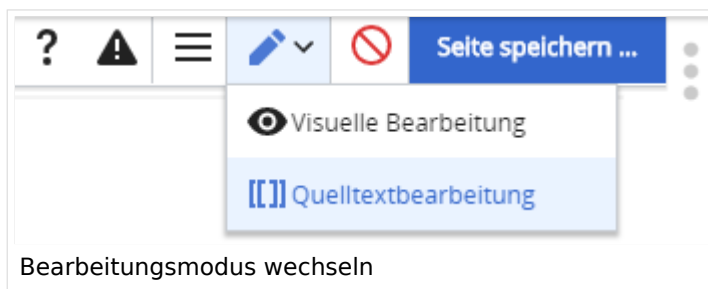 ? Seite speichern ...
Visuelle Bearbeitung
[[]] Quelltextbearbeitung
Bearbeitungsmodus wechseln